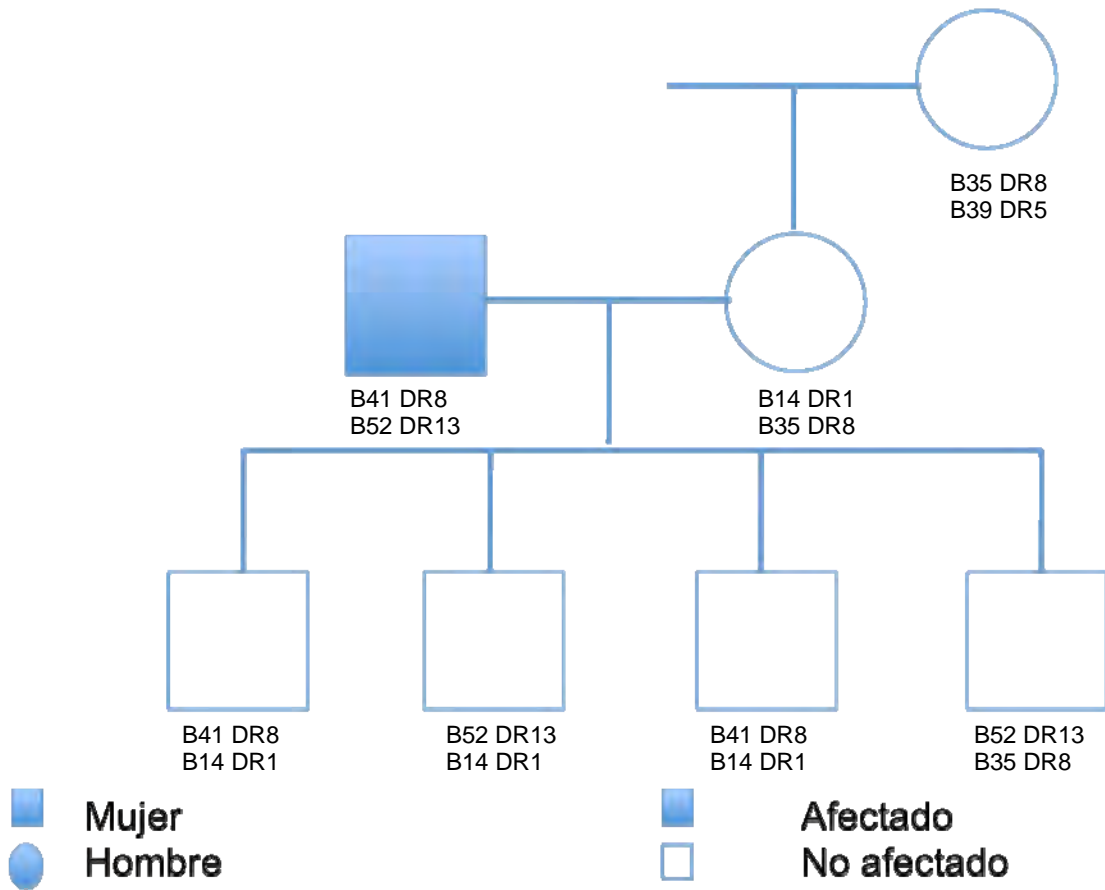 B35 DR8
B39 DR5
B41 DR8
B52 DR13
B14 DR1
B35 DR8
B41 DR8
B14 DR1
B52 DR13
B14 DR1
B41 DR8
B14 DR1
B52 DR13
B35 DR8
Mujer
Hombre
Afectado
No afectado